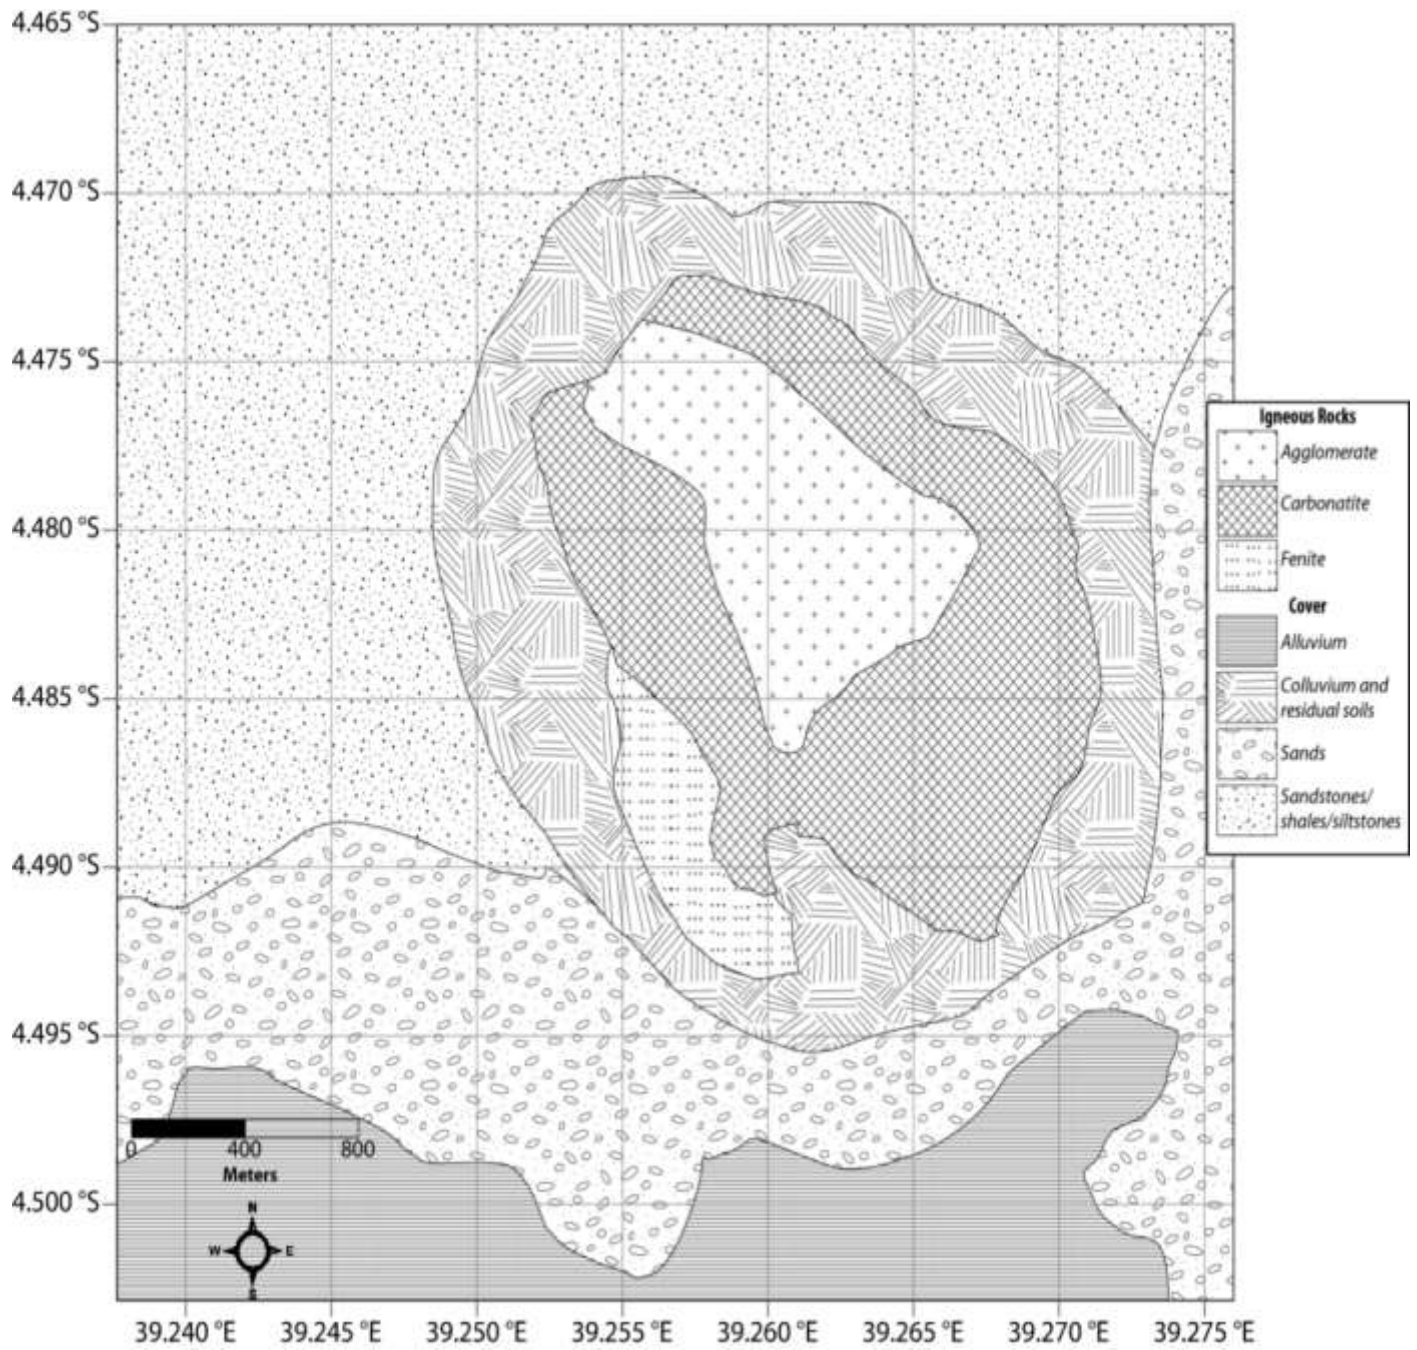 4.465 °S
4.470 °S
4.475 °S
4.480 °S
4.485 °S
4.490 °S
4.495 °S
4.500 °S
Igneous Rocks
Agglomerate
Carbonatite
Fenite
Cover
Alluvium
Colluvium and
residual soils
Sands
Sandstones/
shales/siltstones
0 400 800
Meters
N
W E
S
39.240 °E 39.245 °E 39.250 °E 39.255 °E 39.260 °E 39.265 °E 39.270 °E 39.275 °E